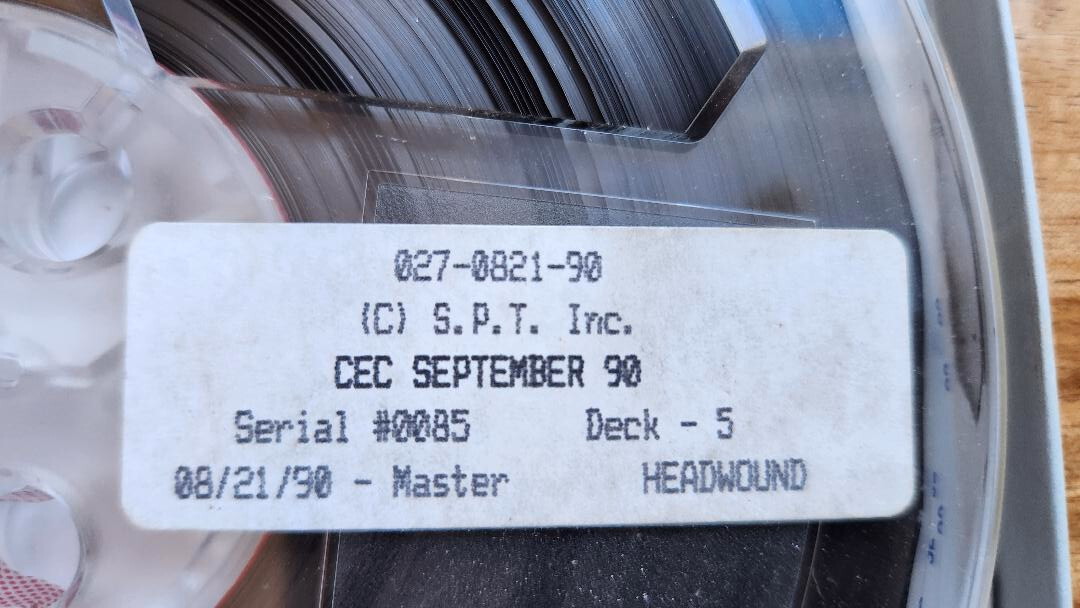 027-0821-90
(C) S.P.T. Inc.
CEC SEPTEMBER 90
Serial #0085 Deck - 5
08/21/90 - Master HEADWOUND